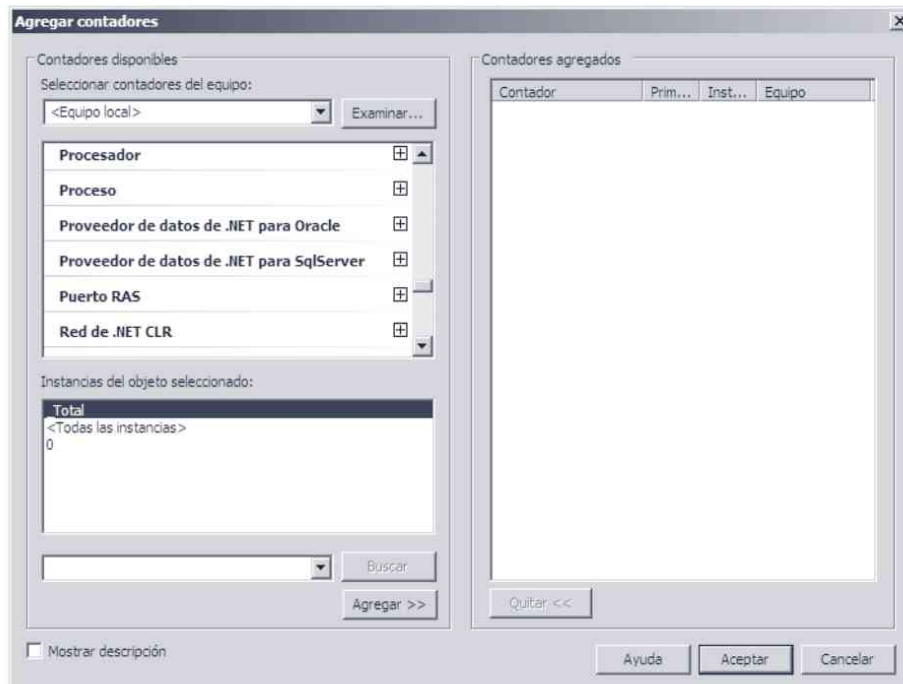 Agregar contadores
Contadores disponibles
Seleccionar contadores del equipo:
<Equipo local>
Examinar...
Procesador
Proceso
Proveedor de datos de .NET para Oracle
Proveedor de datos de .NET para SqlServer
Puerto RAS
Red de .NET CLR
Instancias del objeto seleccionado:
_Total
<Todas las instancias>
0
Buscar
Agregar >>
Contadores agregados
Contador Prim... Inst... Equipo
Quitar <<
Mostrar descripción
Ayuda Aceptar Cancelar